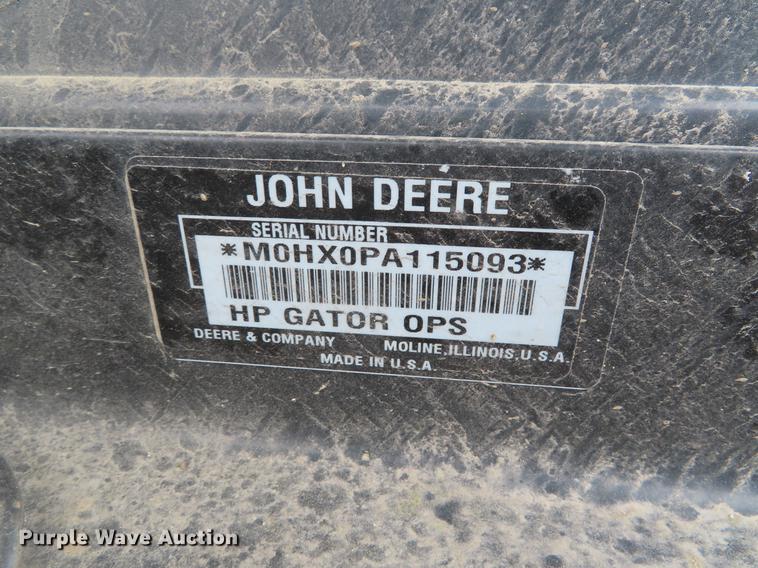 JOHN DEERE
SERIAL NUMBER
*M0HX0PA115093*
HP GATOR OPS
DEERE & COMPANY MOLINE, ILLINOIS, U.S.A.
MADE IN U.S.A.
Purple Wave Auction